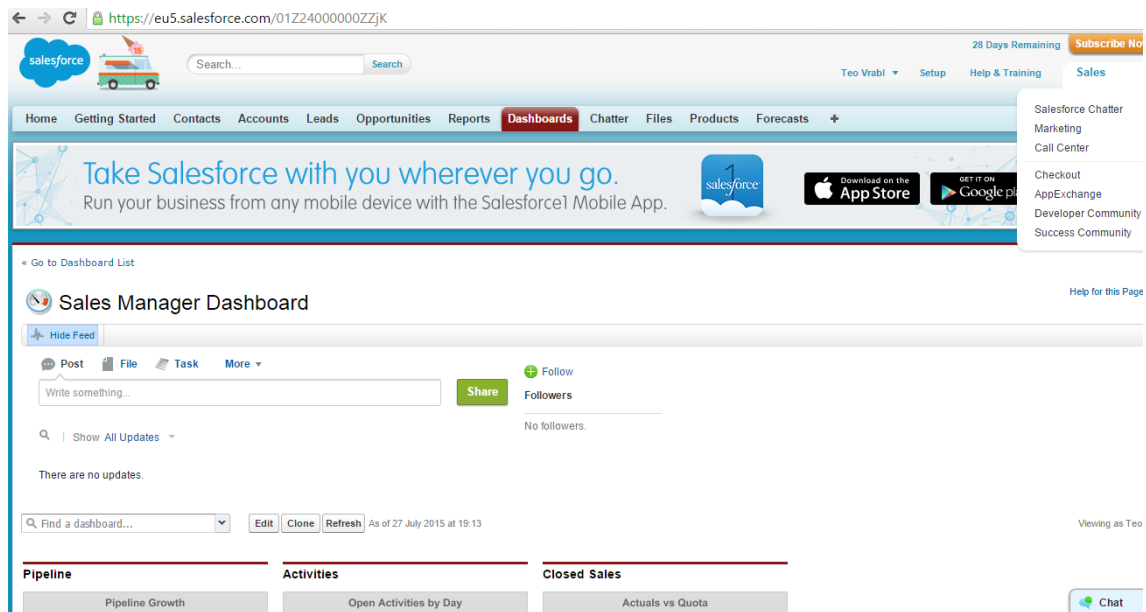 https://eu5.salesforce.com/01Z24000000ZZjK
salesforce
15
Search...
Search
28 Days Remaining
Subscribe No
Teo Vrabl
Setup
Help & Training
Sales
Salesforce Chatter
Marketing
Call Center
Checkout
AppExchange
Developer Community
Success Community
Home Getting Started Contacts Accounts Leads Opportunities Reports Dashboards Chatter Files Products Forecasts +
Take Salesforce with you wherever you go.
Run your business from any mobile device with the Salesforce1 Mobile App.
1
salesforce
Download on the
App Store
GET IT ON
Google pl
« Go to Dashboard List
Sales Manager Dashboard
Help for this Page
Hide Feed
Post File Task More
Write something...
Share
Follow
Followers
No followers.
Show All Updates
There are no updates.
Find a dashboard...
Edit Clone Refresh As of 27 July 2015 at 19:13
Viewing as Teo
Pipeline Activities Closed Sales
Pipeline Growth Open Activities by Day Actuals vs Quota
Chat